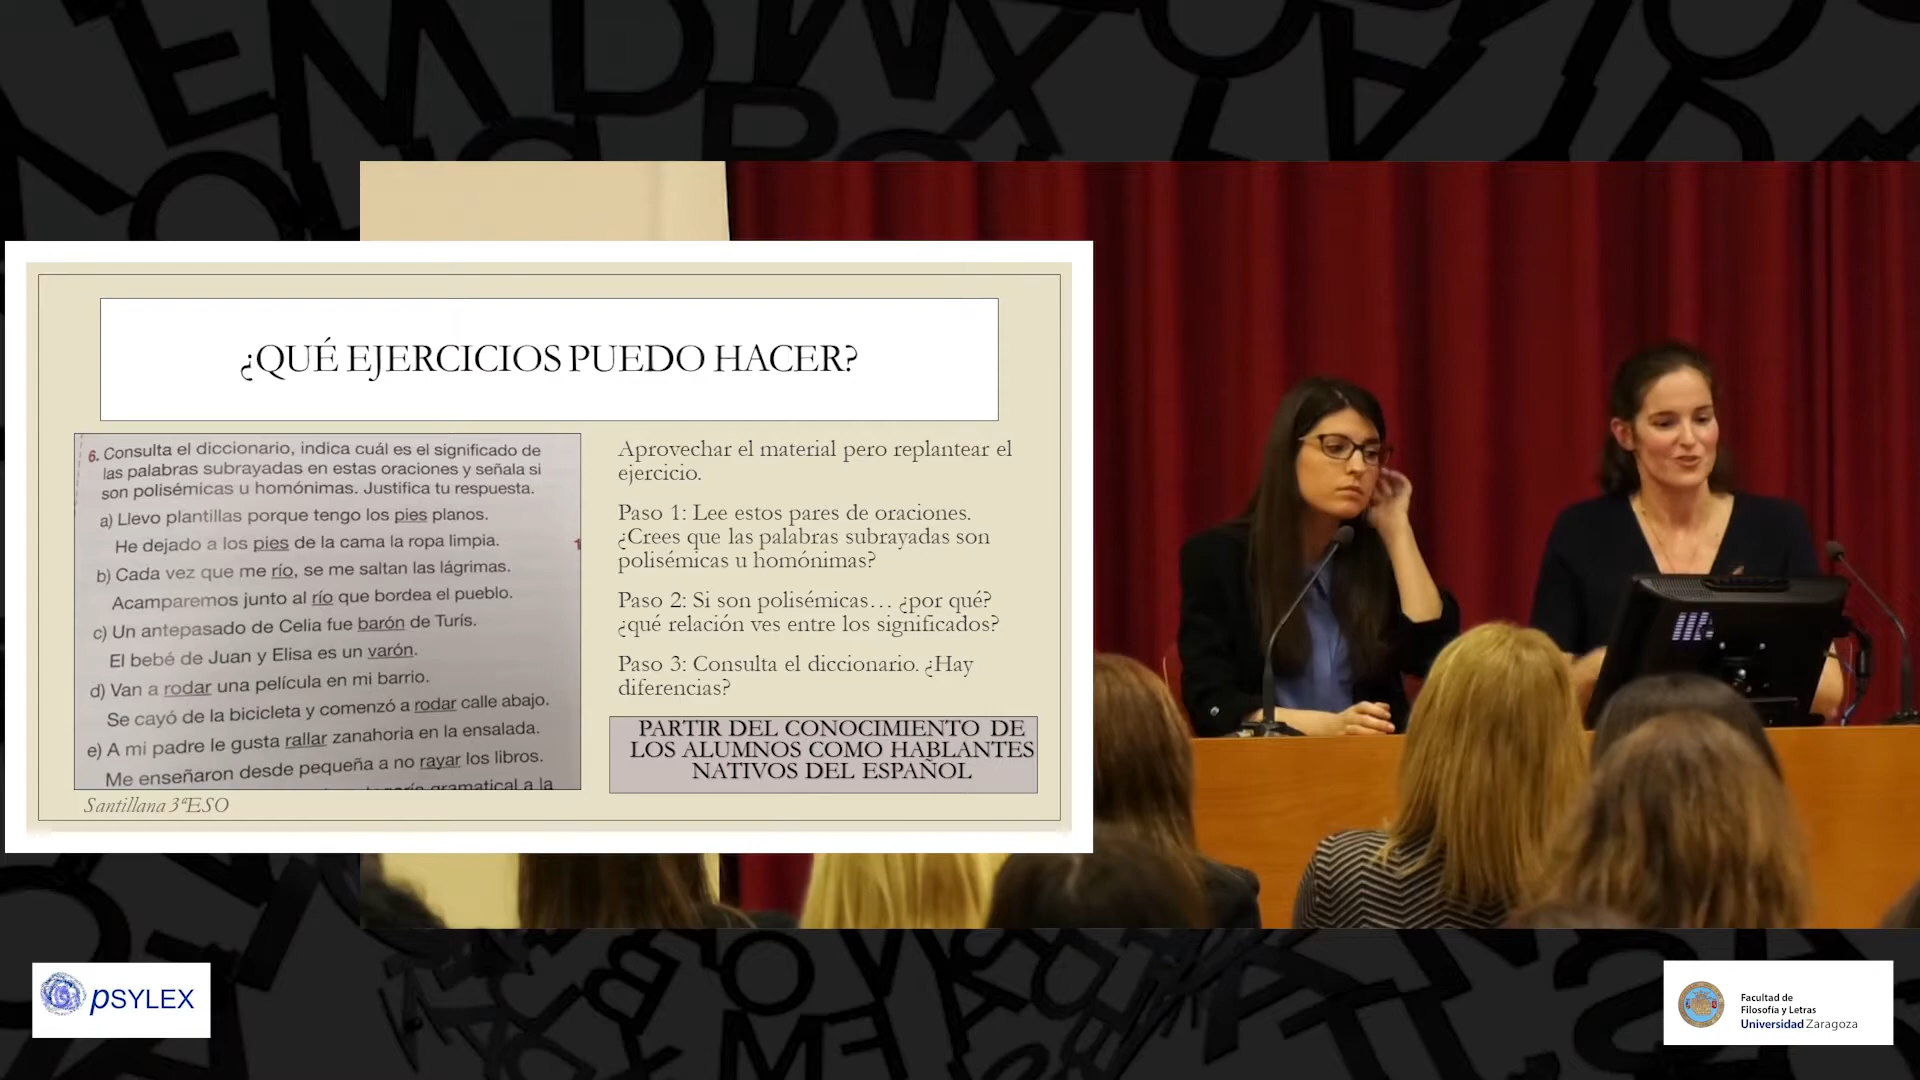 ¿QUÉ EJERCICIOS PUEDO HACER?
6. Consulta el diccionario, indica cuál es el significado de
las palabras subrayadas en estas oraciones y señala si
son polisémicas u homónimas. Justifica tu respuesta.
a) Llevo plantillas porque tengo los pies planos.
He dejado a los pies de la cama la ropa limpia.
b) Cada vez que me río, se me saltan las lágrimas.
Acamparemos junto al río que bordea el pueblo.
c) Un antepasado de Celia fue barón de Turís.
El bebé de Juan y Elisa es un varón.
d) Van a rodar una película en mi barrio.
Se cayó de la bicicleta y comenzó a rodar calle abajo.
e) A mi padre le gusta rallar zanahoria en la ensalada.
Me enseñaron desde pequeña a no rayar los libros.
gramatical a la
Santillana 3ªESO
Aprovechar el material pero replantear el
ejercicio.
Paso 1: Lee estos pares de oraciones.
¿Crees que las palabras subrayadas son
polisémicas u homónimas?
Paso 2: Si son polisémicas… ¿por qué?
¿qué relación ves entre los significados?
Paso 3: Consulta el diccionario. ¿Hay
diferencias?
PARTIR DEL CONOCIMIENTO DE
LOS ALUMNOS COMO HABLANTES
NATIVOS DEL ESPAÑOL
PSYLEX
Facultad de
Filosofía y Letras
Universidad Zaragoza